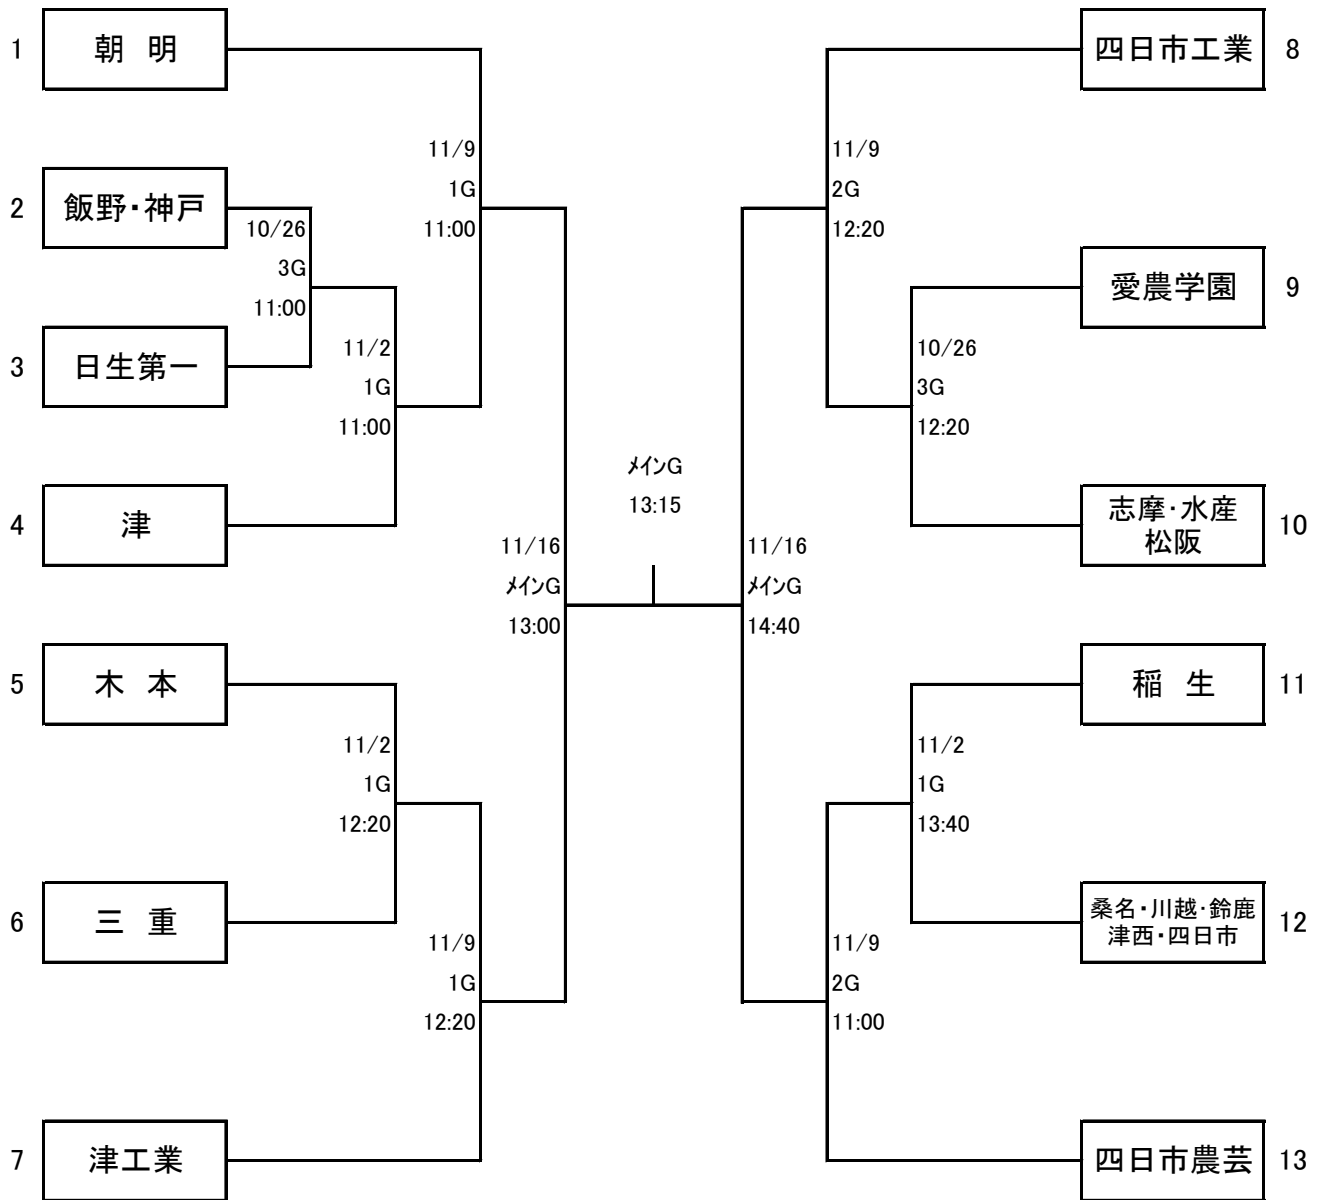 1
朝 明
2
飯野・神戸
10/26
3G
11:00
3
日生第一
11/2
1G
11:00
4
津
11/9
1G
11:00
5
木 本
11/2
1G
12:20
6
三 重
11/9
1G
12:20
7
津工業
11/16
メインG
13:00
メインG
13:15
11/16
メインG
14:40
四日市工業
8
11/9
2G
12:20
愛農学園
9
10/26
3G
12:20
志摩・水産
松阪
10
稲 生
11
11/2
1G
13:40
桑名・川越・鈴鹿
津西・四日市
12
11/9
2G
11:00
四日市農芸
13